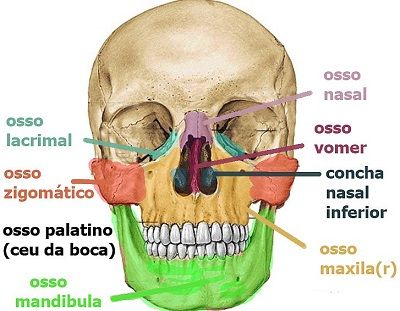 osso
nasal
osso
lacrimal
osso
vomer
osso
zigomático
concha
nasal
inferior
osso palatino
(ceu da boca)
osso
maxila(r)
osso
mandibula